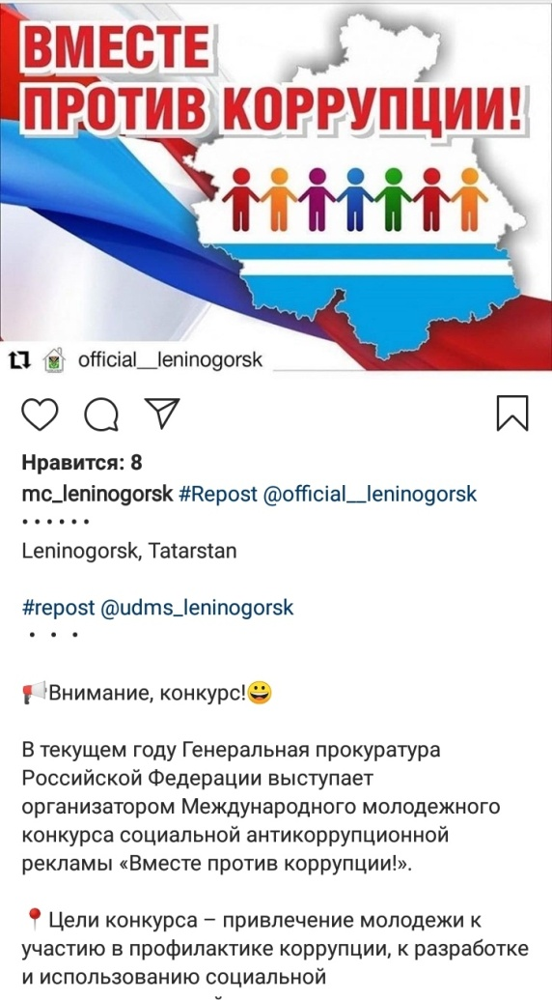 ВМЕСТЕ
ПРОТИВ КОРРУПЦИИ!
official__leninogorsk
Нравится: 8
mc_leninogorsk #Repost @official__leninogorsk
• • • • • •
Leninogorsk, Tatarstan
#repost @udms_leninogorsk
• • •
📢Внимание, конкурс!😀
В текущем году Генеральная прокуратура
Российской Федерации выступает
организатором Международного молодежного
конкурса социальной антикоррупционной
рекламы «Вместе против коррупции!».
📍Цели конкурса – привлечение молодежи к
участию в профилактике коррупции, к разработке
и использованию социальной